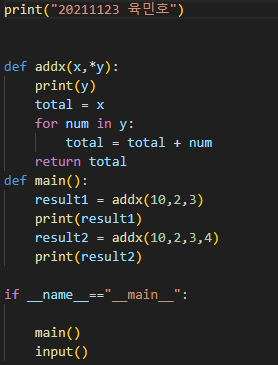 print("20211123 육민호")
def addx(x,*y):
    print(y)
    total = x
    for num in y:
        total = total + num
    return total
def main():
    result1 = addx(10,2,3)
    print(result1)
    result2 = addx(10,2,3,4)
    print(result2)
if __name__=="__main__":
    main()
    input()